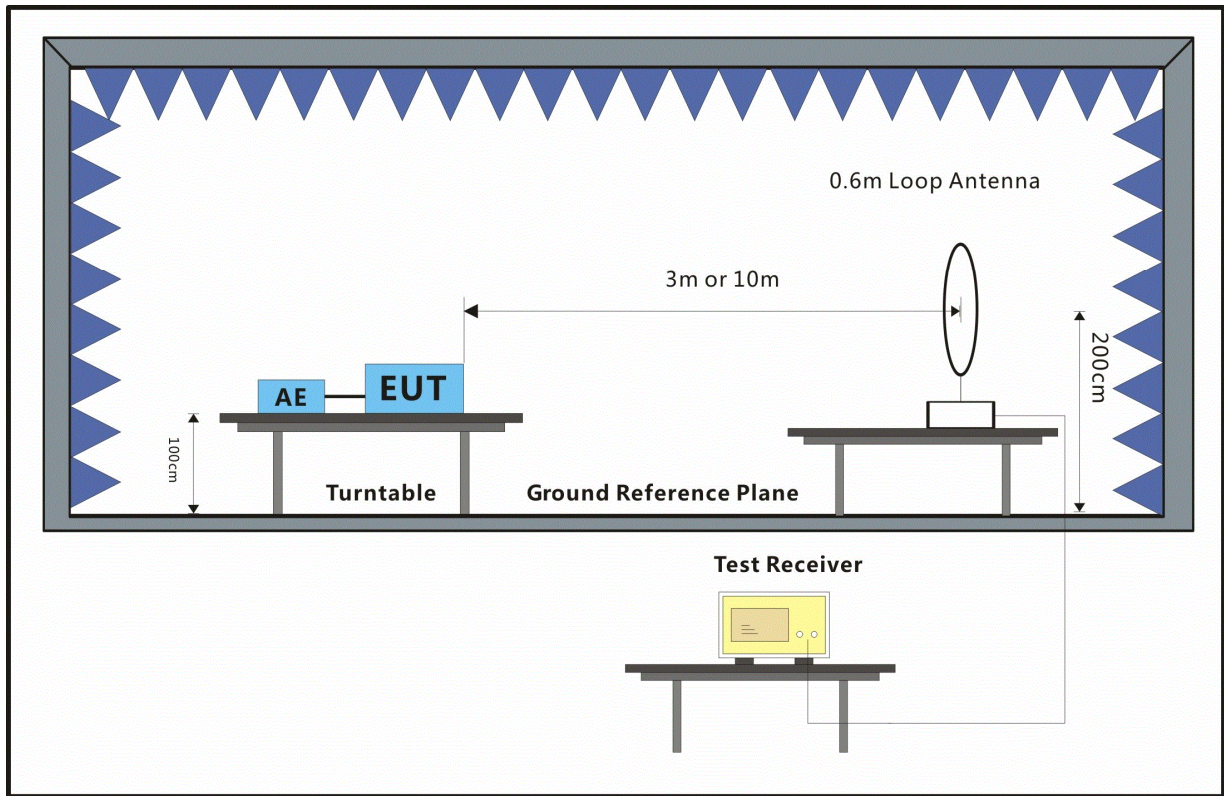 0.6m Loop Antenna
3m or 10m
200cm
AE
EUT
100cm
Turntable
Ground Reference Plane
Test Receiver